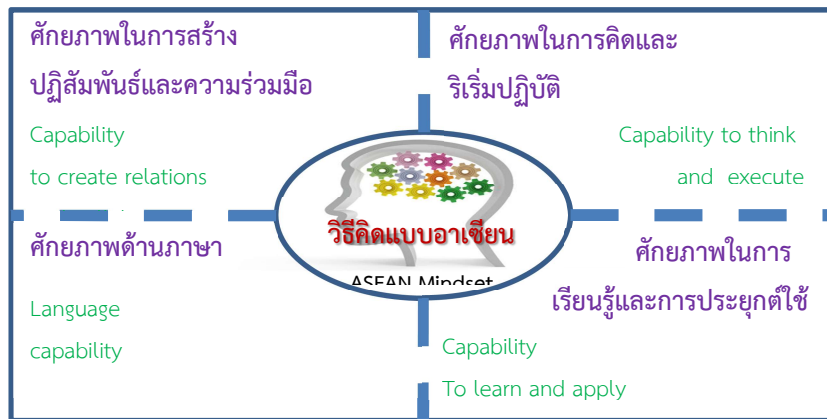 ศักยภาพในการสร้าง
ปฏิสัมพันธ์และความร่วมมือ
Capability
to create relations
ศักยภาพในการคิดและ
ริเริ่มปฏิบัติ
Capability to think
and execute
วิธีคิดแบบอาเซียน
ASEAN Mindset
ศักยภาพด้านภาษา
Language
capability
ศักยภาพในการ
เรียนรู้และการประยุกต์ใช้
Capability
To learn and apply